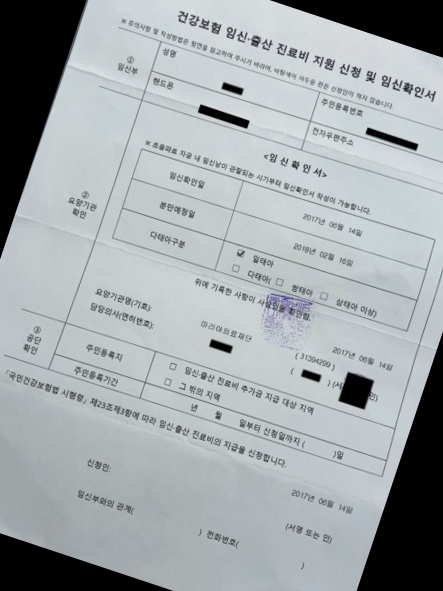 건강보험 임신·출산 진료비 지원 신청 및 임신확인서
※ 유의사항 및 작성방법은 뒷면을 참고하여 주시기 바라며, 바탕색이 어두운 란은 신청인이 적지 않습니다.
① 임신부
성명
주민등록번호
핸드폰
전자우편주소
② 요양기관 확인
<임신확인서>
※ 초음파로 자궁 내 임신낭이 관찰되는 시기부터 임신확인서 작성이 가능합니다.
임신확인일
2017년 06월 14일
분만예정일
2018년 02월 16일
다태아구분
☑ 일태아
□ 다태아( □ 쌍태아 □ 삼태아 이상)
위에 기록한 사항이 사실임을 확인함.
2017년 06월 14일
요양기관명(기호):
마리아의료재단
( 31394299 )
담당의사(면허번호):
( ) (서 인)
③ 공단 확인
주민등록지
□ 임신·출산 진료비 추가금 지급 대상 지역
□ 그 밖의 지역
주민등록기간
년 월 일부터 신청일까지 ( )일
「국민건강보험법 시행령」 제23조제3항에 따라 임신·출산 진료비의 지급을 신청합니다.
2017년 06월 14일
신청인:
(서명 또는 인)
임신부와의 관계( ) 전화번호( )